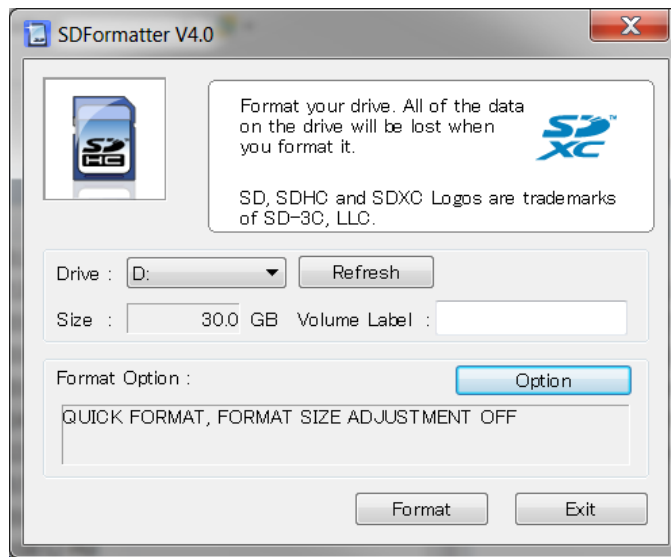 SDFormatter V4.0
SD
HC
Format your drive. All of the data
on the drive will be lost when
you format it.
SD, SDHC and SDXC Logos are trademarks
of SD-3C, LLC.
SD™
XC
Drive : D: Refresh
Size : 30.0 GB Volume Label :
Format Option : Option
QUICK FORMAT, FORMAT SIZE ADJUSTMENT OFF
Format Exit